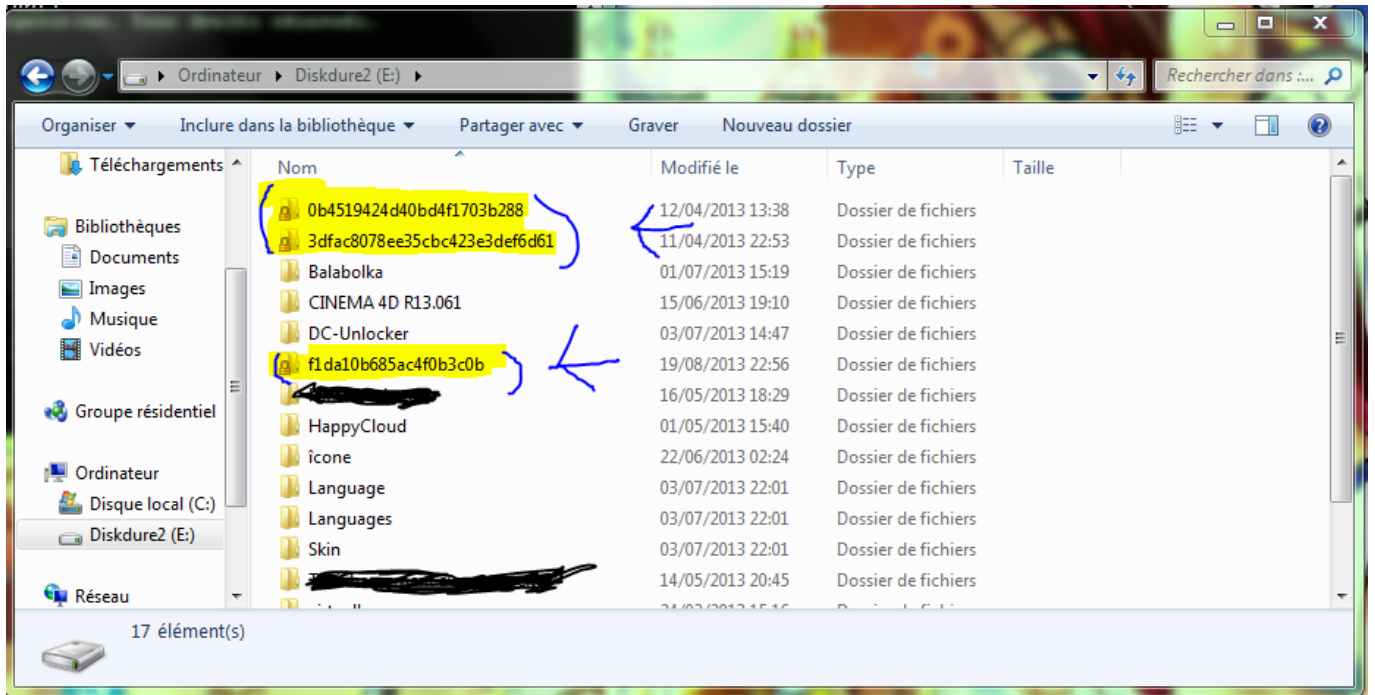 Ordinateur Diskdure2 (E:)
Rechercher dans :...
Organiser Inclure dans la bibliothèque Partager avec Graver Nouveau dossier
Téléchargements
Bibliothèques
Documents
Images
Musique
Vidéos
Groupe résidentiel
Ordinateur
Disque local (C:)
Diskdure2 (E:)
Réseau
Nom Modifié le Type Taille
0b4519424d40bd4f1703b288 12/04/2013 13:38 Dossier de fichiers
3dfac8078ee35cbc423e3def6d61 11/04/2013 22:53 Dossier de fichiers
Balabolka 01/07/2013 15:19 Dossier de fichiers
CINEMA 4D R13.061 15/06/2013 19:10 Dossier de fichiers
DC-Unlocker 03/07/2013 14:47 Dossier de fichiers
f1da10b685ac4f0b3c0b 19/08/2013 22:56 Dossier de fichiers
16/05/2013 18:29 Dossier de fichiers
HappyCloud 01/05/2013 15:40 Dossier de fichiers
îcone 22/06/2013 02:24 Dossier de fichiers
Language 03/07/2013 22:01 Dossier de fichiers
Languages 03/07/2013 22:01 Dossier de fichiers
Skin 03/07/2013 22:01 Dossier de fichiers
14/05/2013 20:45 Dossier de fichiers
17 élément(s)